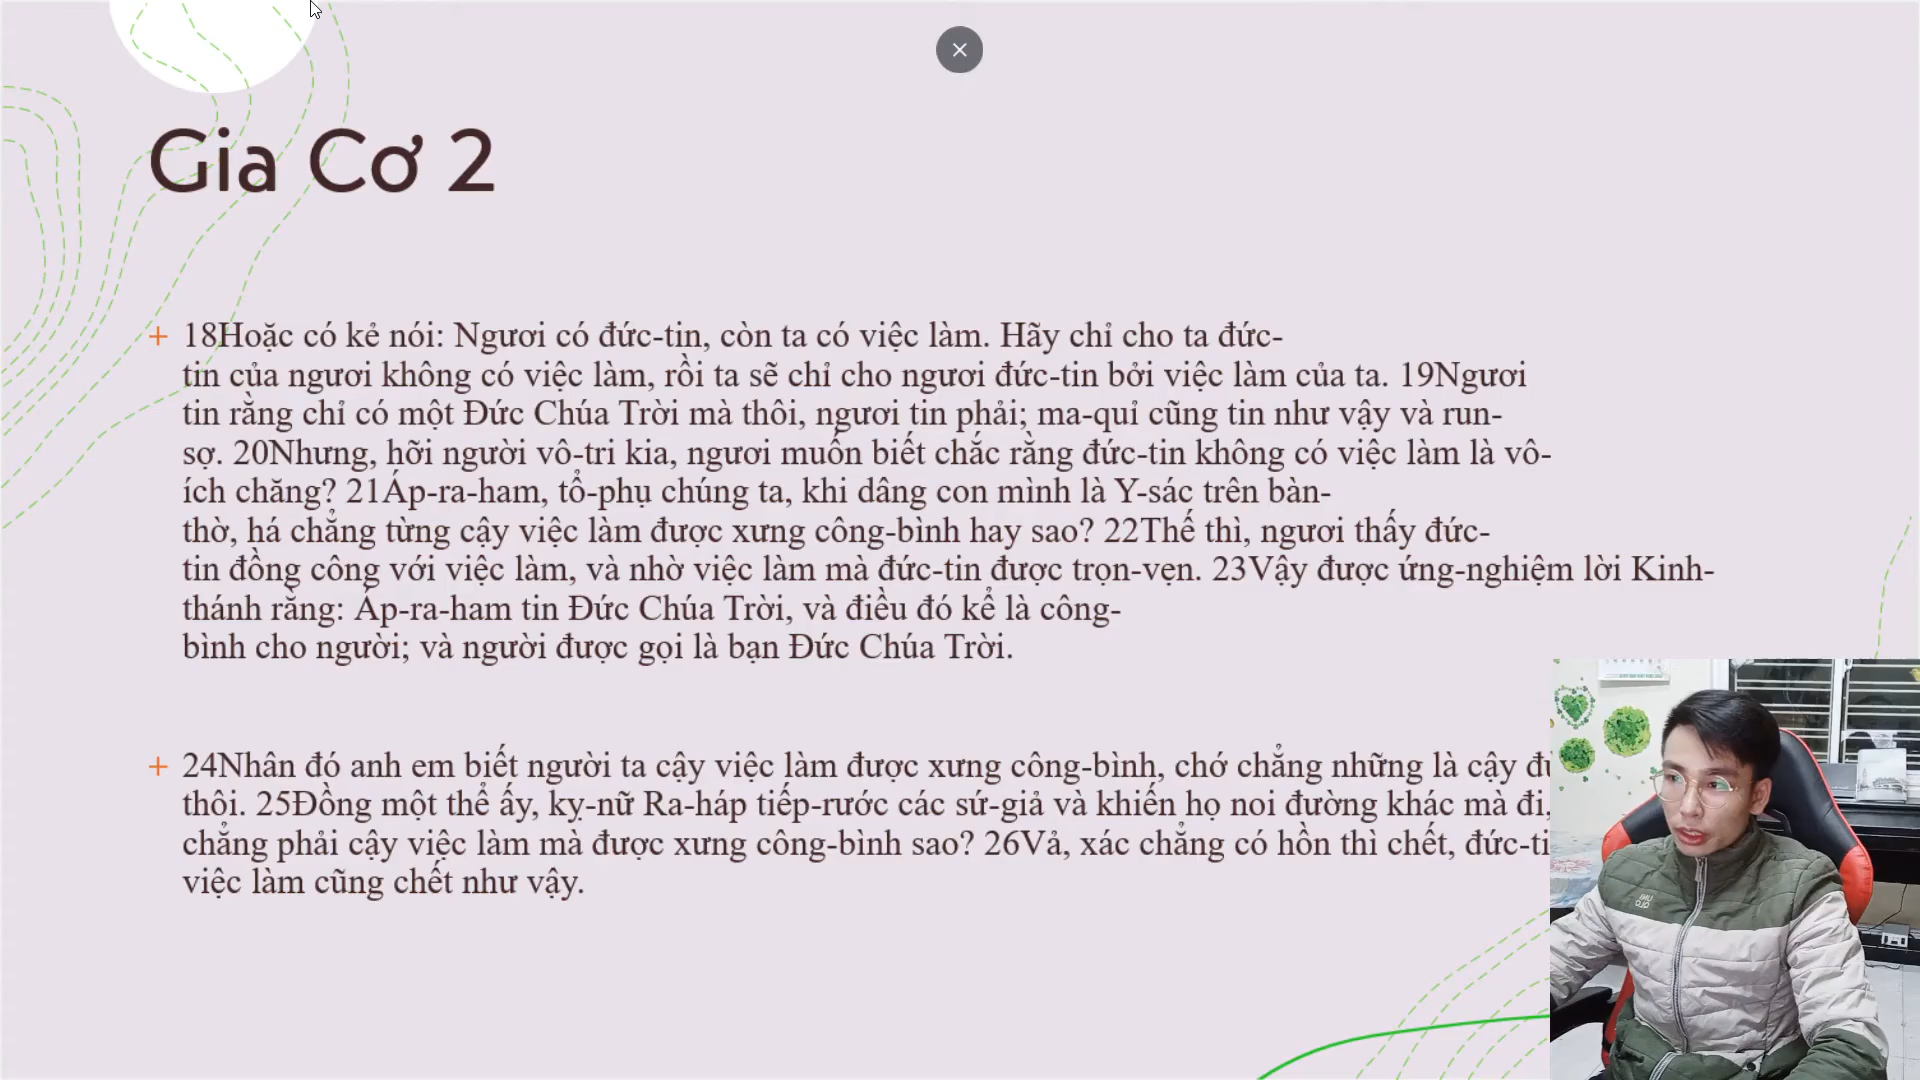 Gia Cơ 2
+ 18Hoặc có kẻ nói: Ngươi có đức-tin, còn ta có việc làm. Hãy chỉ cho ta đức-
tin của ngươi không có việc làm, rồi ta sẽ chỉ cho ngươi đức-tin bởi việc làm của ta. 19Ngươi
tin rằng chỉ có một Đức Chúa Trời mà thôi, ngươi tin phải; ma-quỉ cũng tin như vậy và run-
sợ. 20Nhưng, hỡi người vô-tri kia, ngươi muốn biết chắc rằng đức-tin không có việc làm là vô-
ích chăng? 21Áp-ra-ham, tổ-phụ chúng ta, khi dâng con mình là Y-sác trên bàn-
thờ, há chẳng từng cậy việc làm được xưng công-bình hay sao? 22Thế thì, ngươi thấy đức-
tin đồng công với việc làm, và nhờ việc làm mà đức-tin được trọn-vẹn. 23Vậy được ứng-nghiệm lời Kinh-
thánh rằng: Áp-ra-ham tin Đức Chúa Trời, và điều đó kể là công-
bình cho người; và người được gọi là bạn Đức Chúa Trời.
+ 24Nhân đó anh em biết người ta cậy việc làm được xưng công-bình, chớ chẳng những là cậy
thôi. 25Đồng một thể ấy, kỵ-nữ Ra-háp tiếp-rước các sứ-giả và khiến họ noi đường khác mà đi,
chẳng phải cậy việc làm mà được xưng công-bình sao? 26Vả, xác chẳng có hồn thì chết, đức-ti
việc làm cũng chết như vậy.